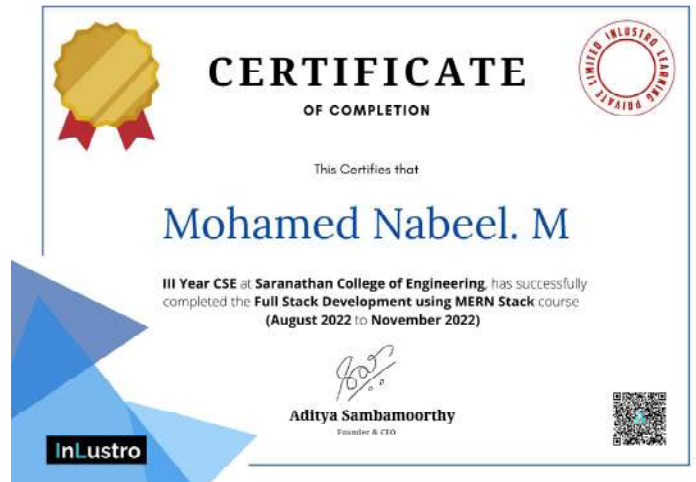 CERTIFICATE
OF COMPLETION
INLUSTRO LEARNING PRIVATE LIMITED
This Certifies that
Mohamed Nabeel. M
III Year CSE at Saranathan College of Engineering, has successfully
completed the Full Stack Development using MERN Stack course
(August 2022 to November 2022)
Aditya Sambamoorthy
Founder & CEO
InLustro